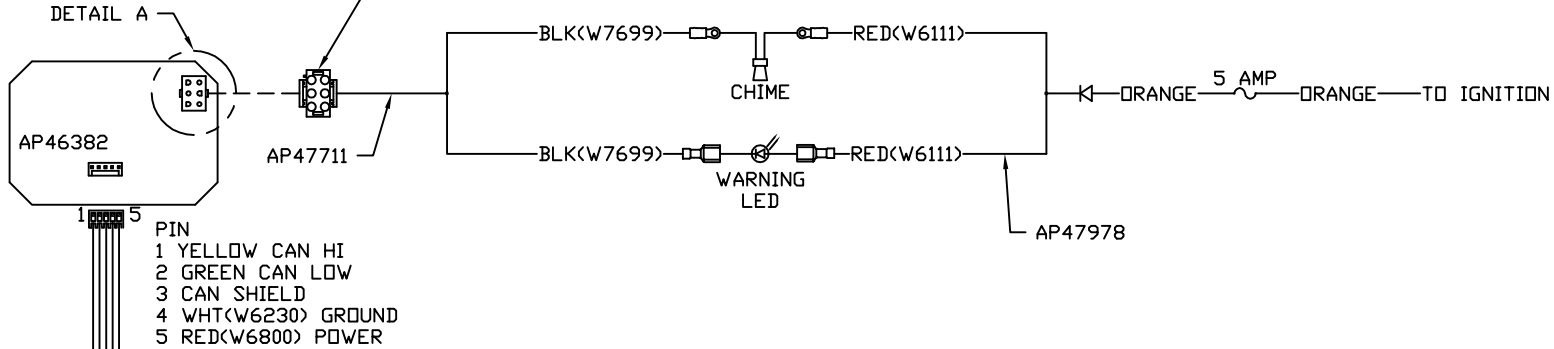 DETAIL A
BLK(W7699)
RED(W6111)
CHIME
5 AMP
ORANGE
ORANGE
TO IGNITION
AP46382
AP47711
BLK(W7699)
RED(W6111)
WARNING
LED
AP47978
1
5
PIN
1 YELLOW CAN HI
2 GREEN CAN LOW
3 CAN SHIELD
4 WHT(W6230) GROUND
5 RED(W6800) POWER